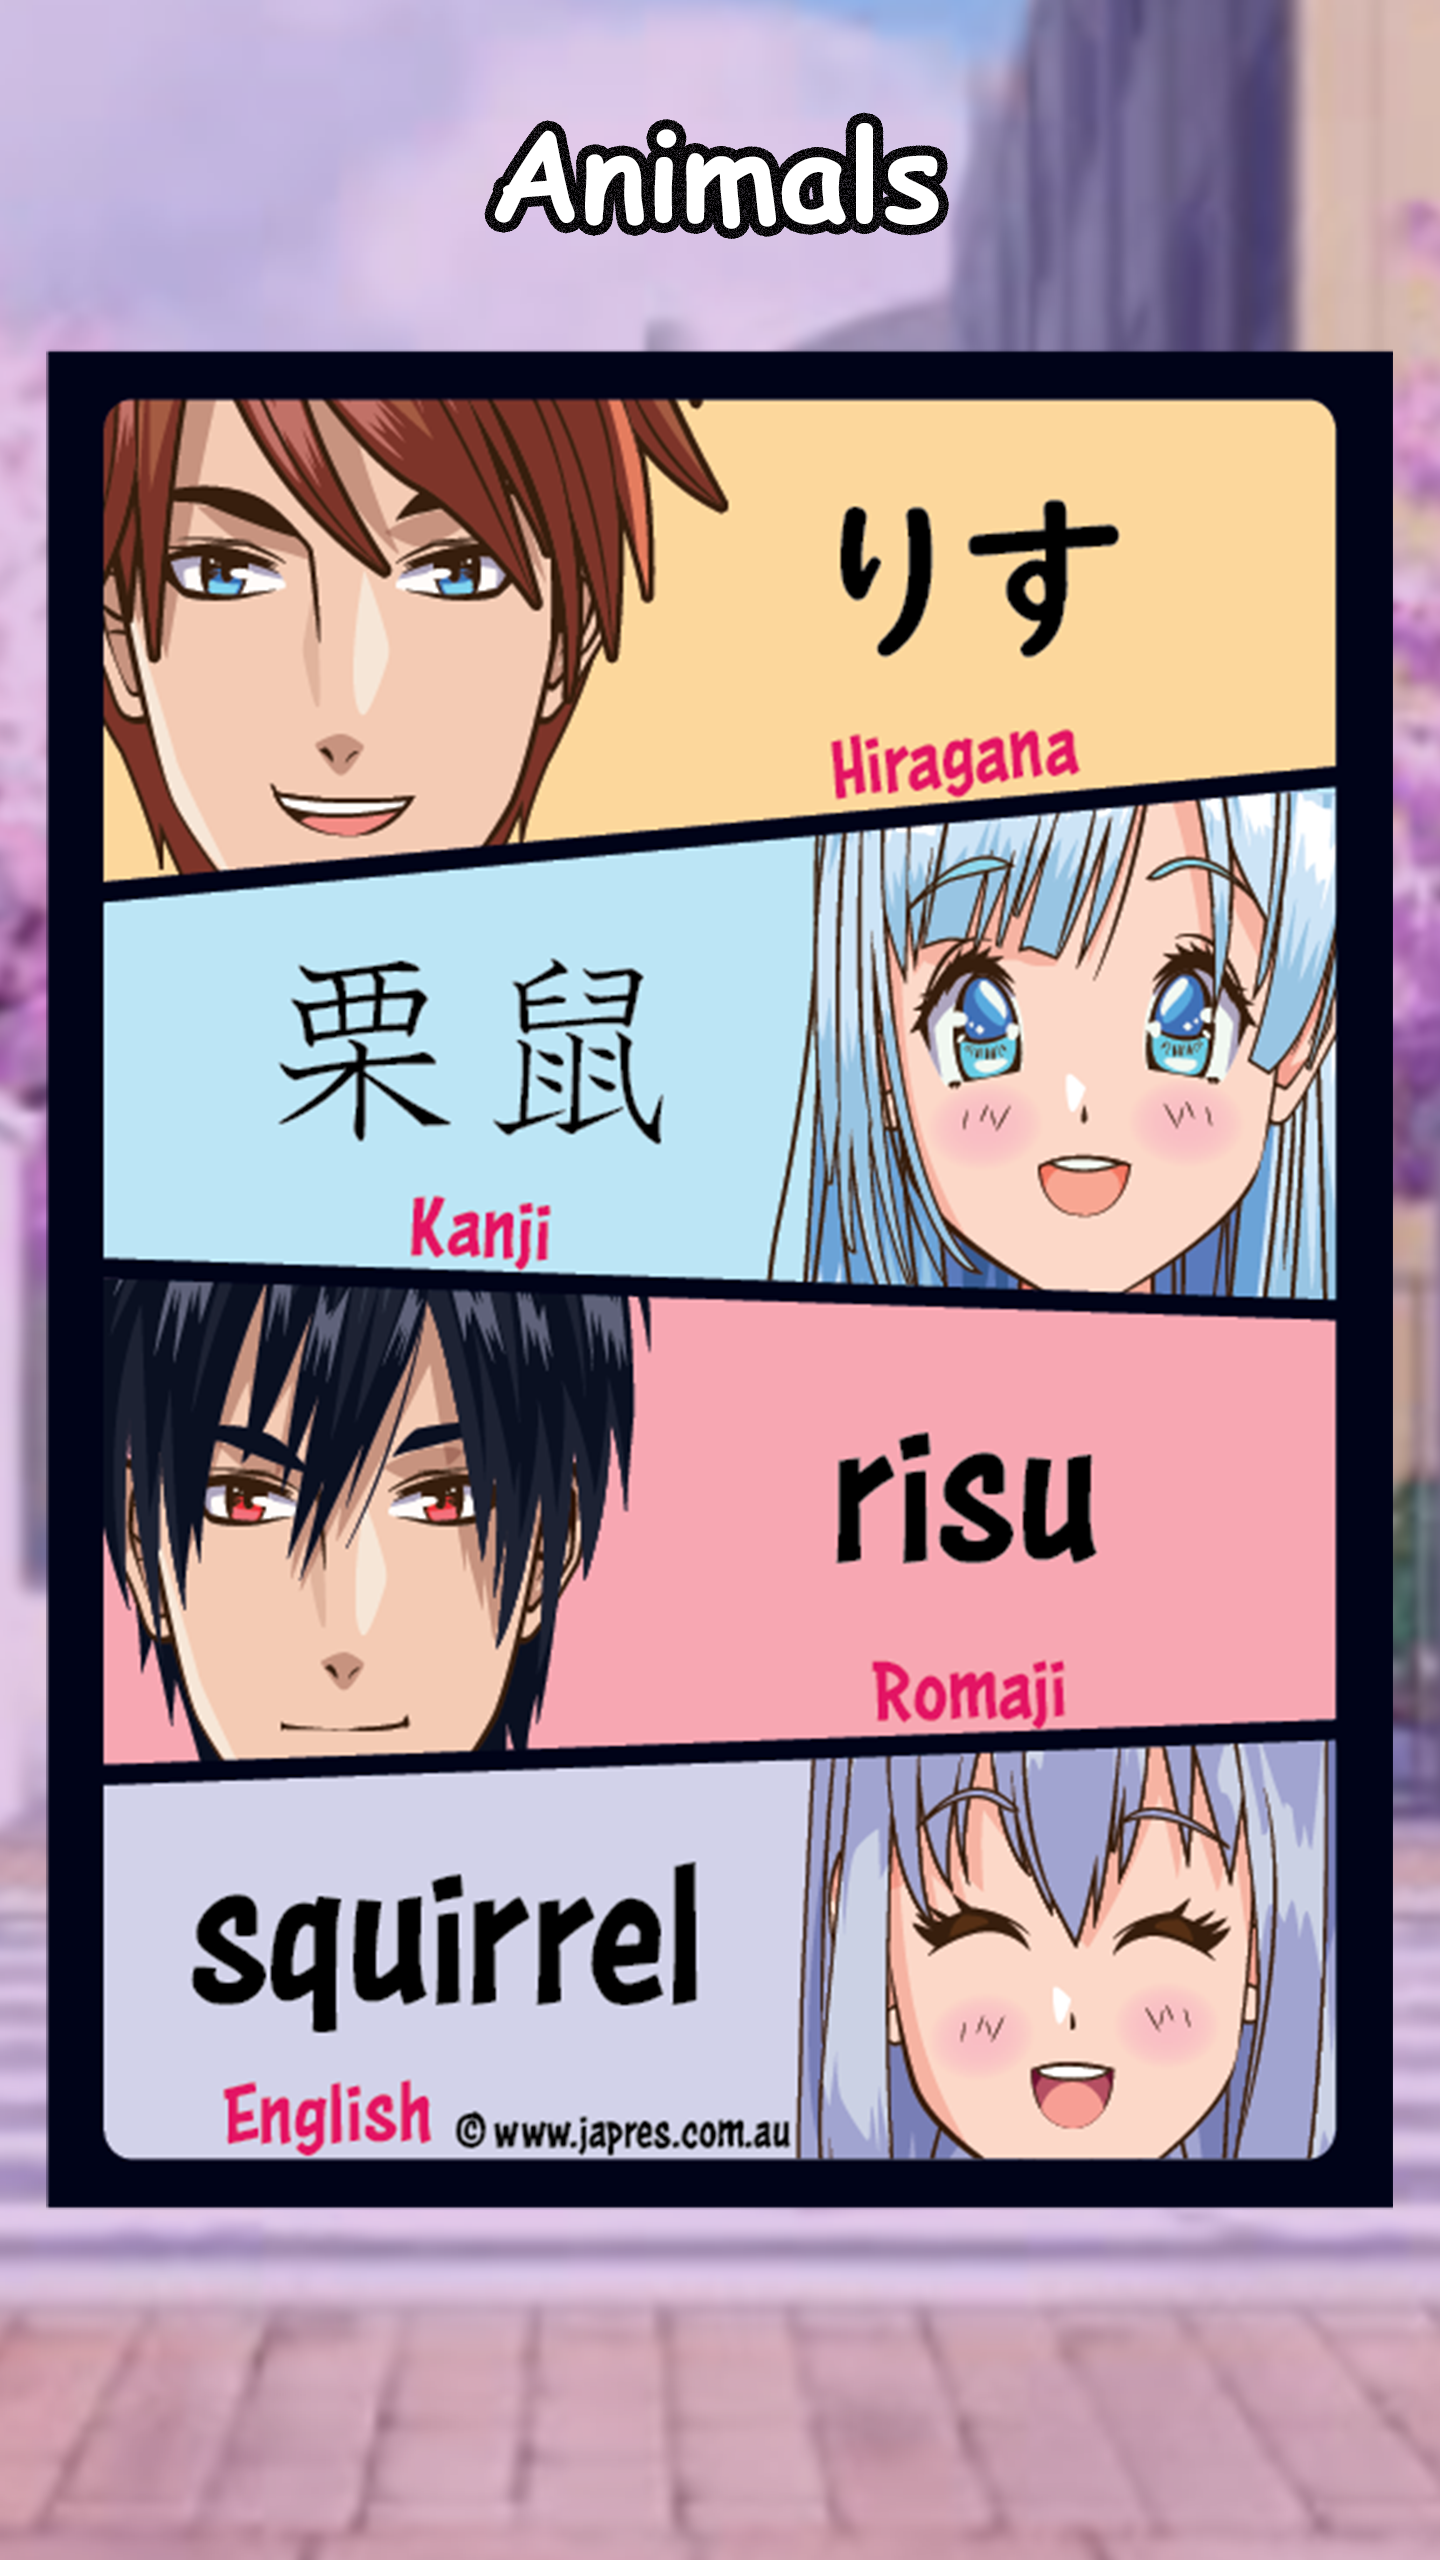 Animals
りす
Hiragana
栗鼠
Kanji
risu
Romaji
squirrel
English
© www.japres.com.au